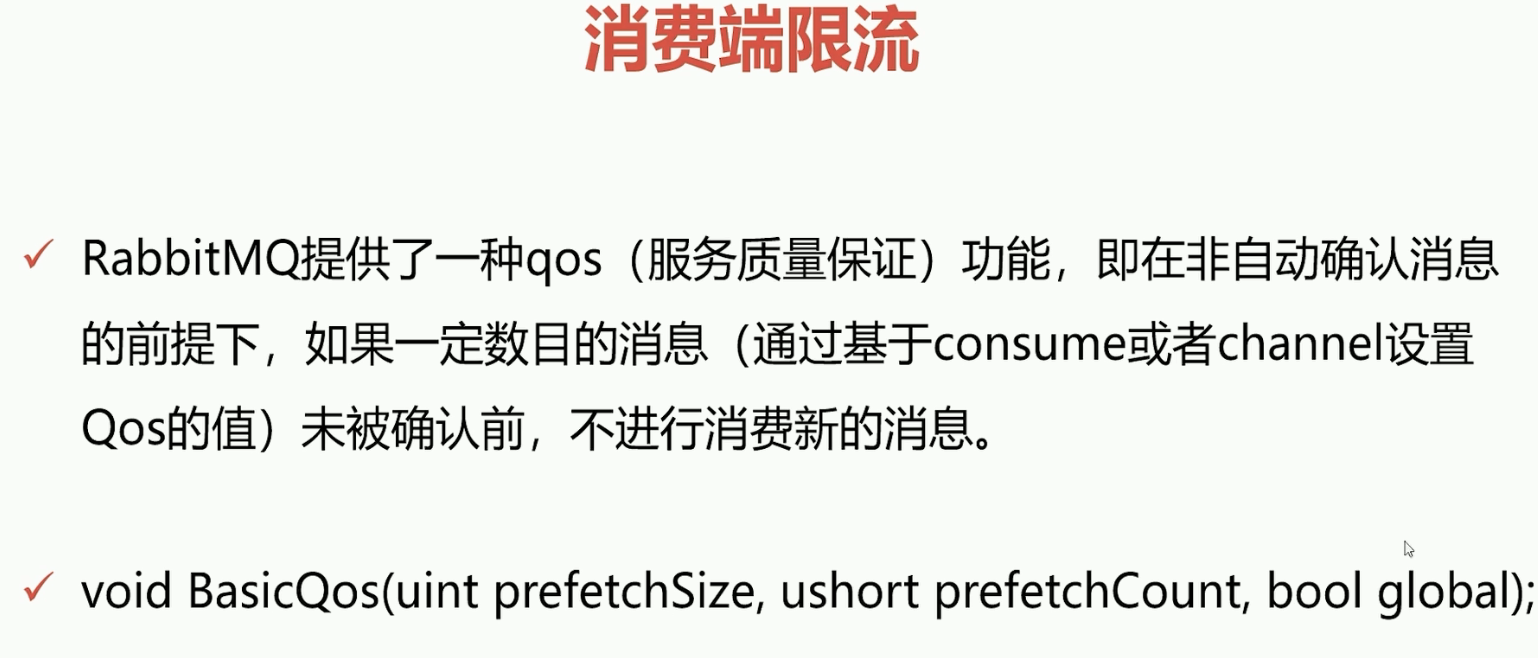 消费端限流
RabbitMQ提供了一种qos（服务质量保证）功能，即在非自动确认消息
的前提下，如果一定数目的消息（通过基于consume或者channel设置
Qos的值）未被确认前，不进行消费新的消息。
void BasicQos(uint prefetchSize, ushort prefetchCount, bool global);